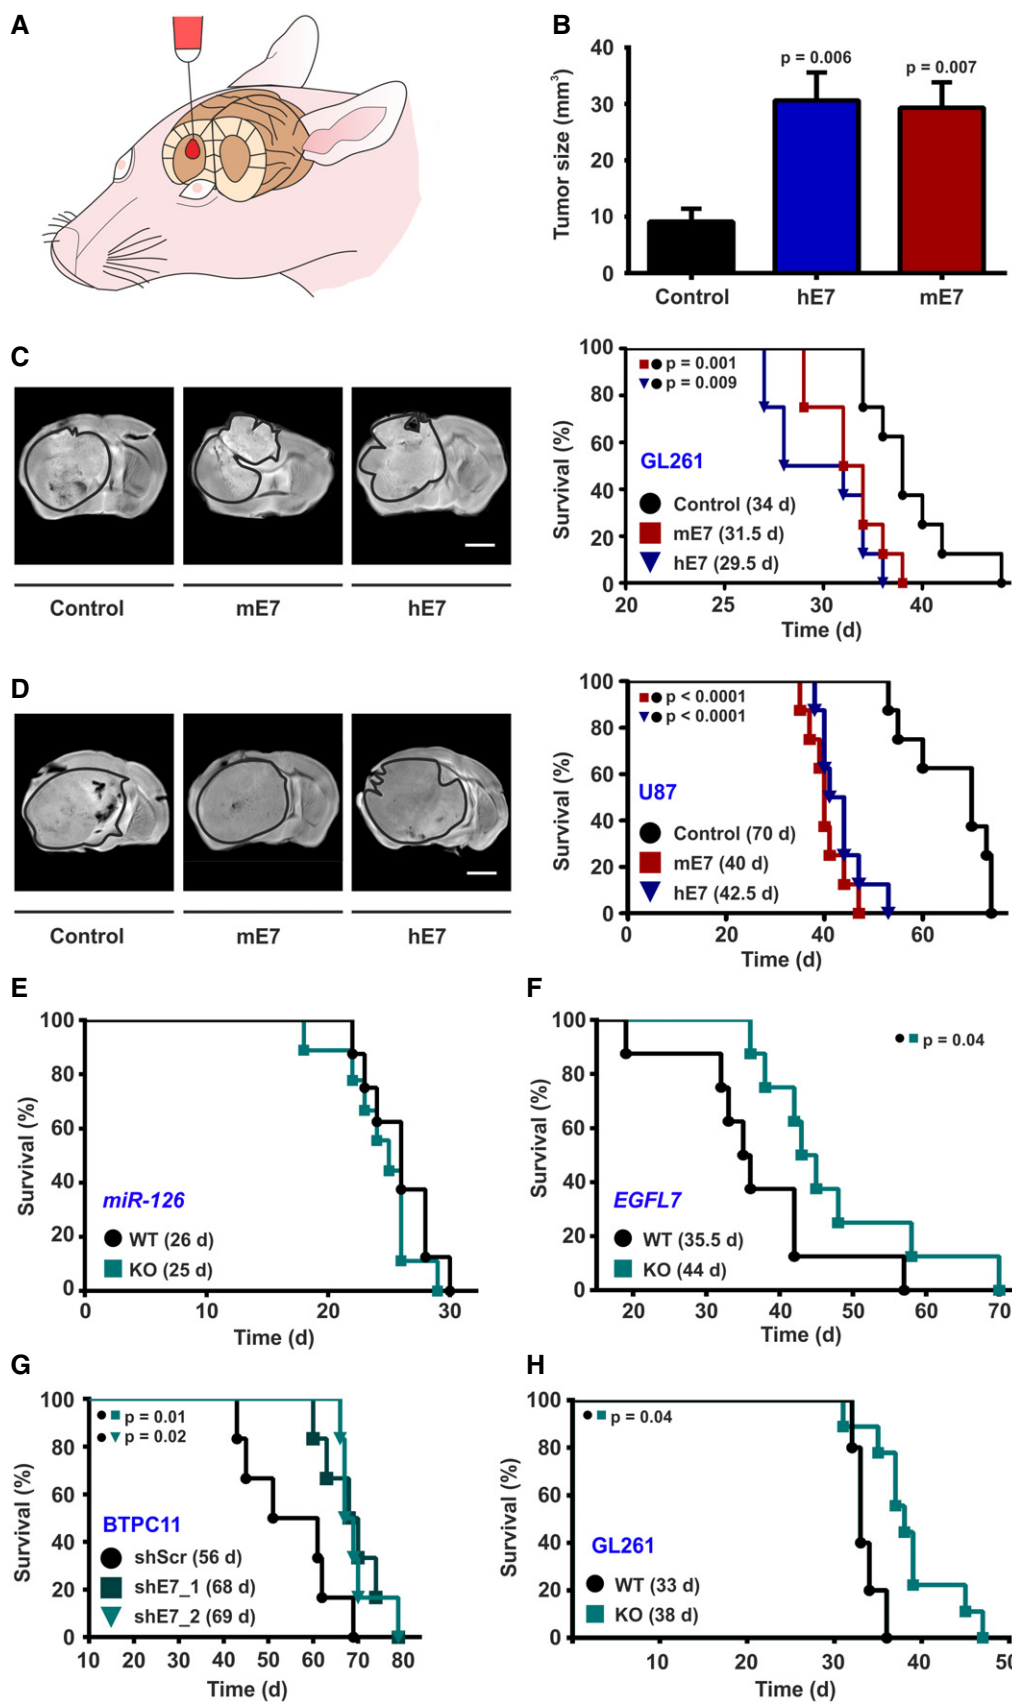 A
B
Tumor size (mm³)
40
30
20
10
0
p = 0.006
p = 0.007
Control
hE7
mE7
C
Control
mE7
hE7
Survival (%)
100
80
60
40
20
0
p = 0.001
p = 0.009
GL261
Control (34 d)
mE7 (31.5 d)
hE7 (29.5 d)
20
25
30
40
Time (d)
D
Control
mE7
hE7
Survival (%)
100
80
60
40
20
0
p < 0.0001
p < 0.0001
U87
Control (70 d)
mE7 (40 d)
hE7 (42.5 d)
0
20
40
60
Time (d)
E
Survival (%)
100
80
60
40
20
0
miR-126
WT (26 d)
KO (25 d)
0
10
20
30
Time (d)
F
Survival (%)
100
80
60
40
20
0
p = 0.04
EGFL7
WT (35.5 d)
KO (44 d)
20
30
40
50
60
70
Time (d)
G
Survival (%)
100
80
60
40
20
0
p = 0.01
p = 0.02
BTPC11
shScr (56 d)
shE7_1 (68 d)
shE7_2 (69 d)
10
20
30
40
50
60
70
80
Time (d)
H
Survival (%)
100
80
60
40
20
0
p = 0.04
GL261
WT (33 d)
KO (38 d)
10
20
30
40
50
Time (d)